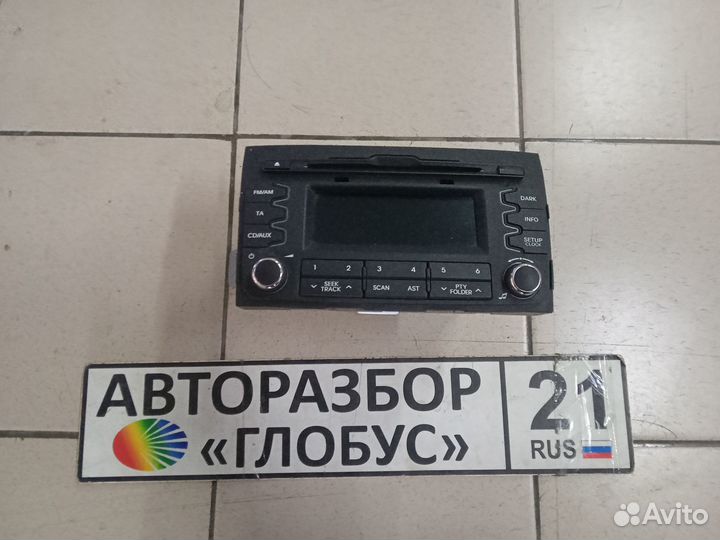 FM/AM
TA
CD/AUX
DARK
INFO
SETUP
CLOCK
1 2 3 4 5 6
SEEK
TRACK
SCAN
AST
PTY
FOLDER
АВТОРАЗБОР
«ГЛОБУС»
21
RUS
Avito